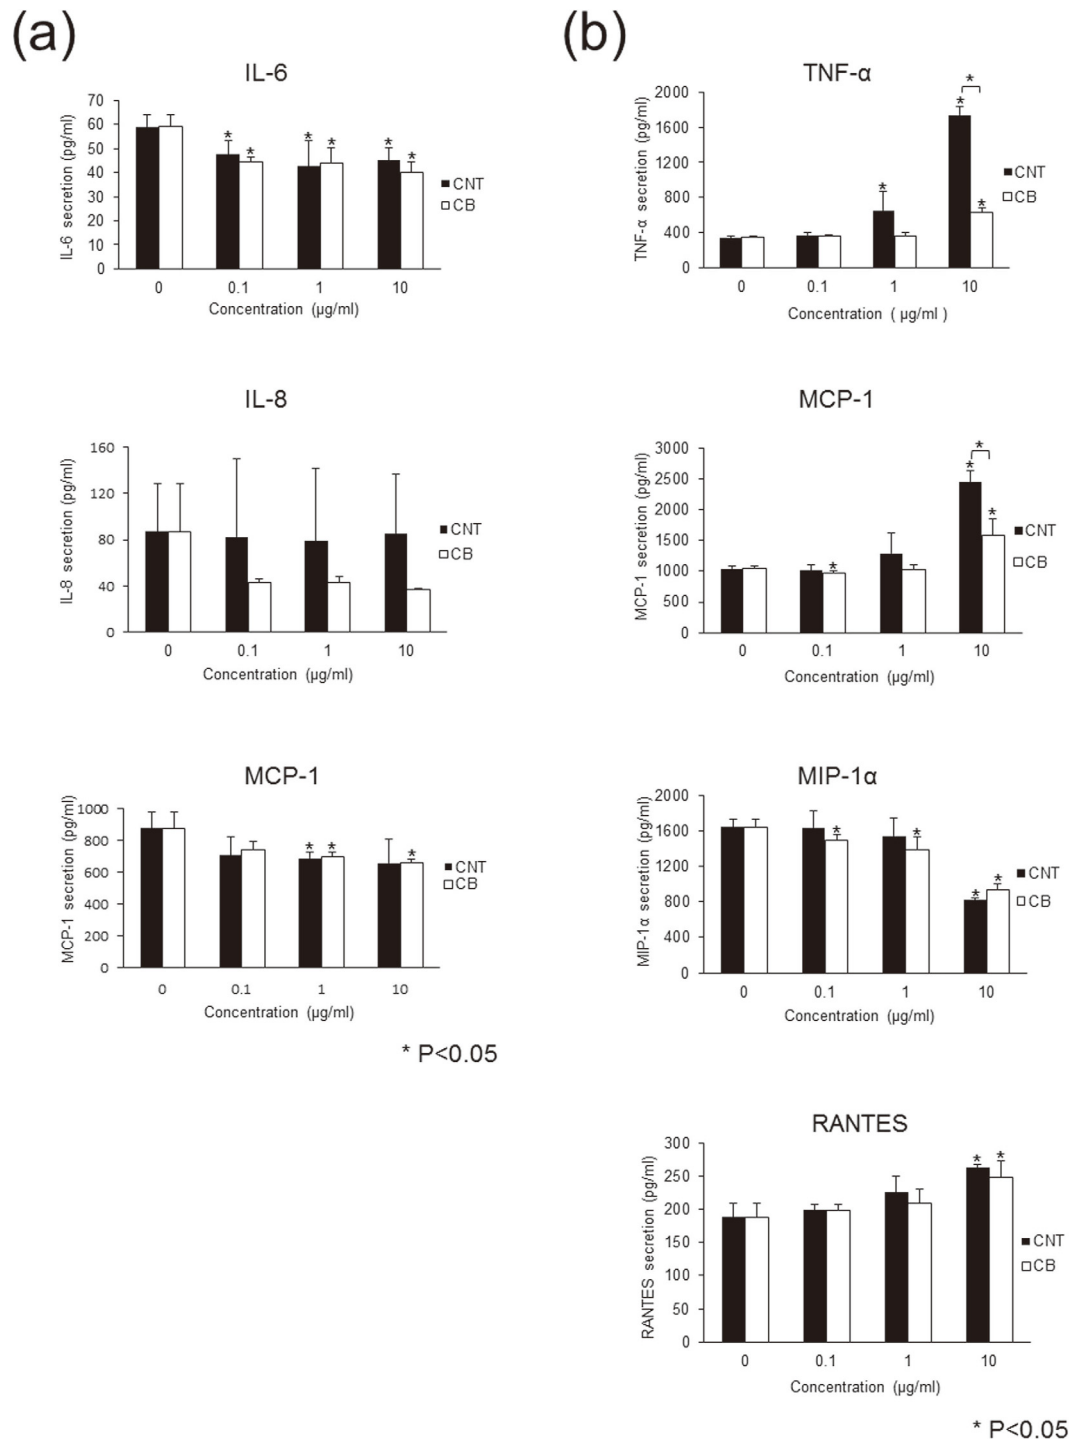 (a)
IL-6
IL-6 secretion (pg/ml)
70
60
50
40
30
20
10
0
* * * * * *
0 0.1 1 10
Concentration (µg/ml)
CNT
CB
IL-8
IL-8 secretion (pg/ml)
160
120
80
40
0
0 0.1 1 10
Concentration (µg/ml)
CNT
CB
MCP-1
MCP-1 secretion (pg/ml)
1000
800
600
400
200
0
* * *
0 0.1 1 10
Concentration (µg/ml)
CNT
CB
* P<0.05
(b)
TNF-α
TNF-α secretion (pg/ml)
2000
1600
1200
800
400
0
* * * *
0 0.1 1 10
Concentration ( µg/ml )
CNT
CB
MCP-1
MCP-1 secretion (pg/ml)
3000
2500
2000
1500
1000
500
0
* * * *
0 0.1 1 10
Concentration (µg/ml)
CNT
CB
MIP-1α
MIP-1α secretion (pg/ml)
2000
1600
1200
800
400
0
* * * *
0 0.1 1 10
Concentration (µg/ml)
CNT
CB
RANTES
RANTES secretion (pg/ml)
300
250
200
150
100
50
0
* *
0 0.1 1 10
Concentration (µg/ml)
CNT
CB
* P<0.05